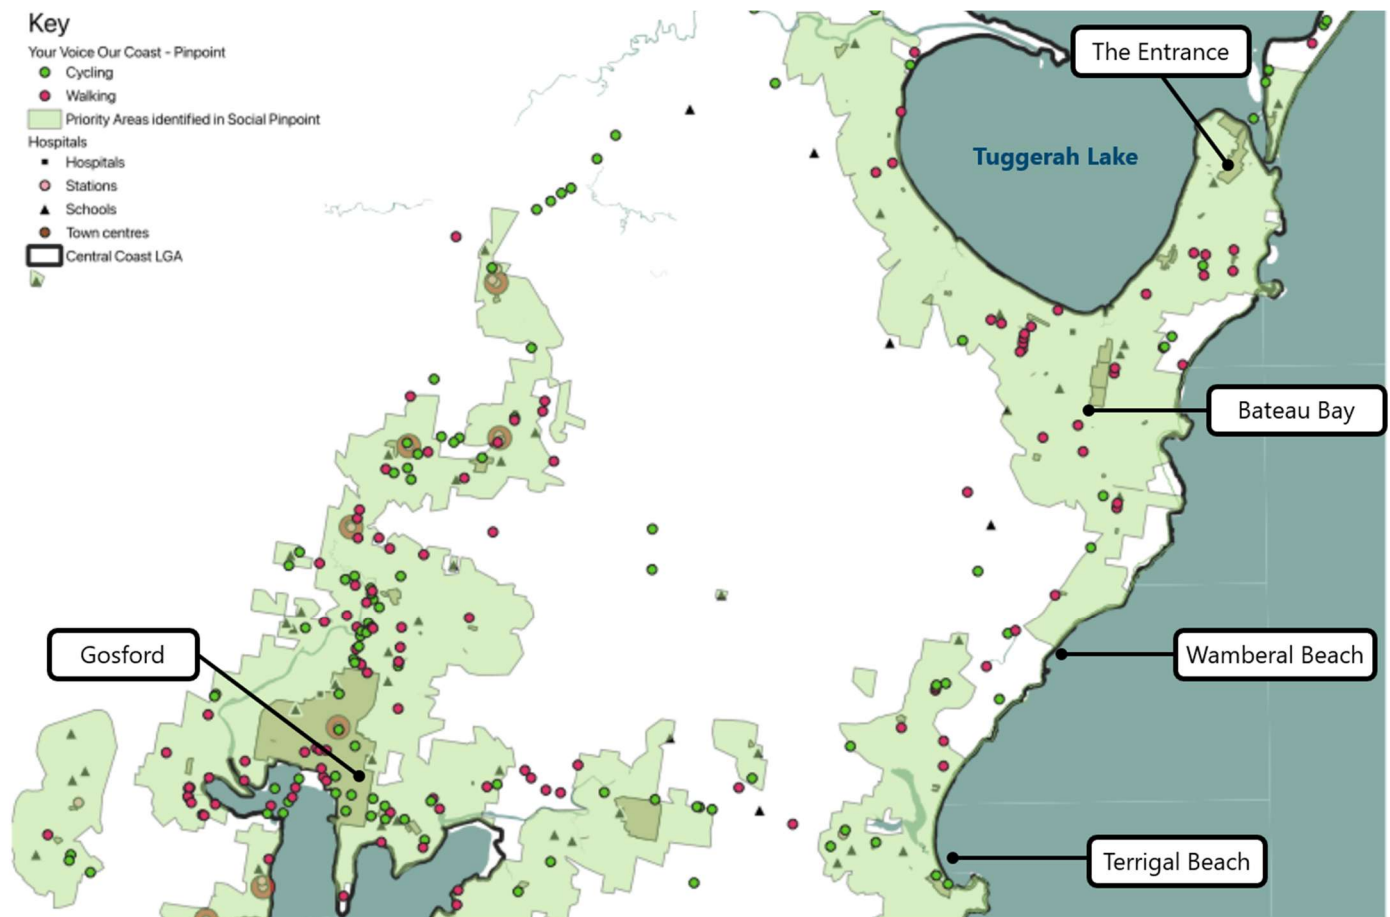 Key
Your Voice Our Coast - Pinpoint
Cycling
Walking
Priority Areas identified in Social Pinpoint
Hospitals
Hospitals
Stations
Schools
Town centres
Central Coast LGA
The Entrance
Tuggerah Lake
Bateau Bay
Gosford
Wamberal Beach
Terrigal Beach